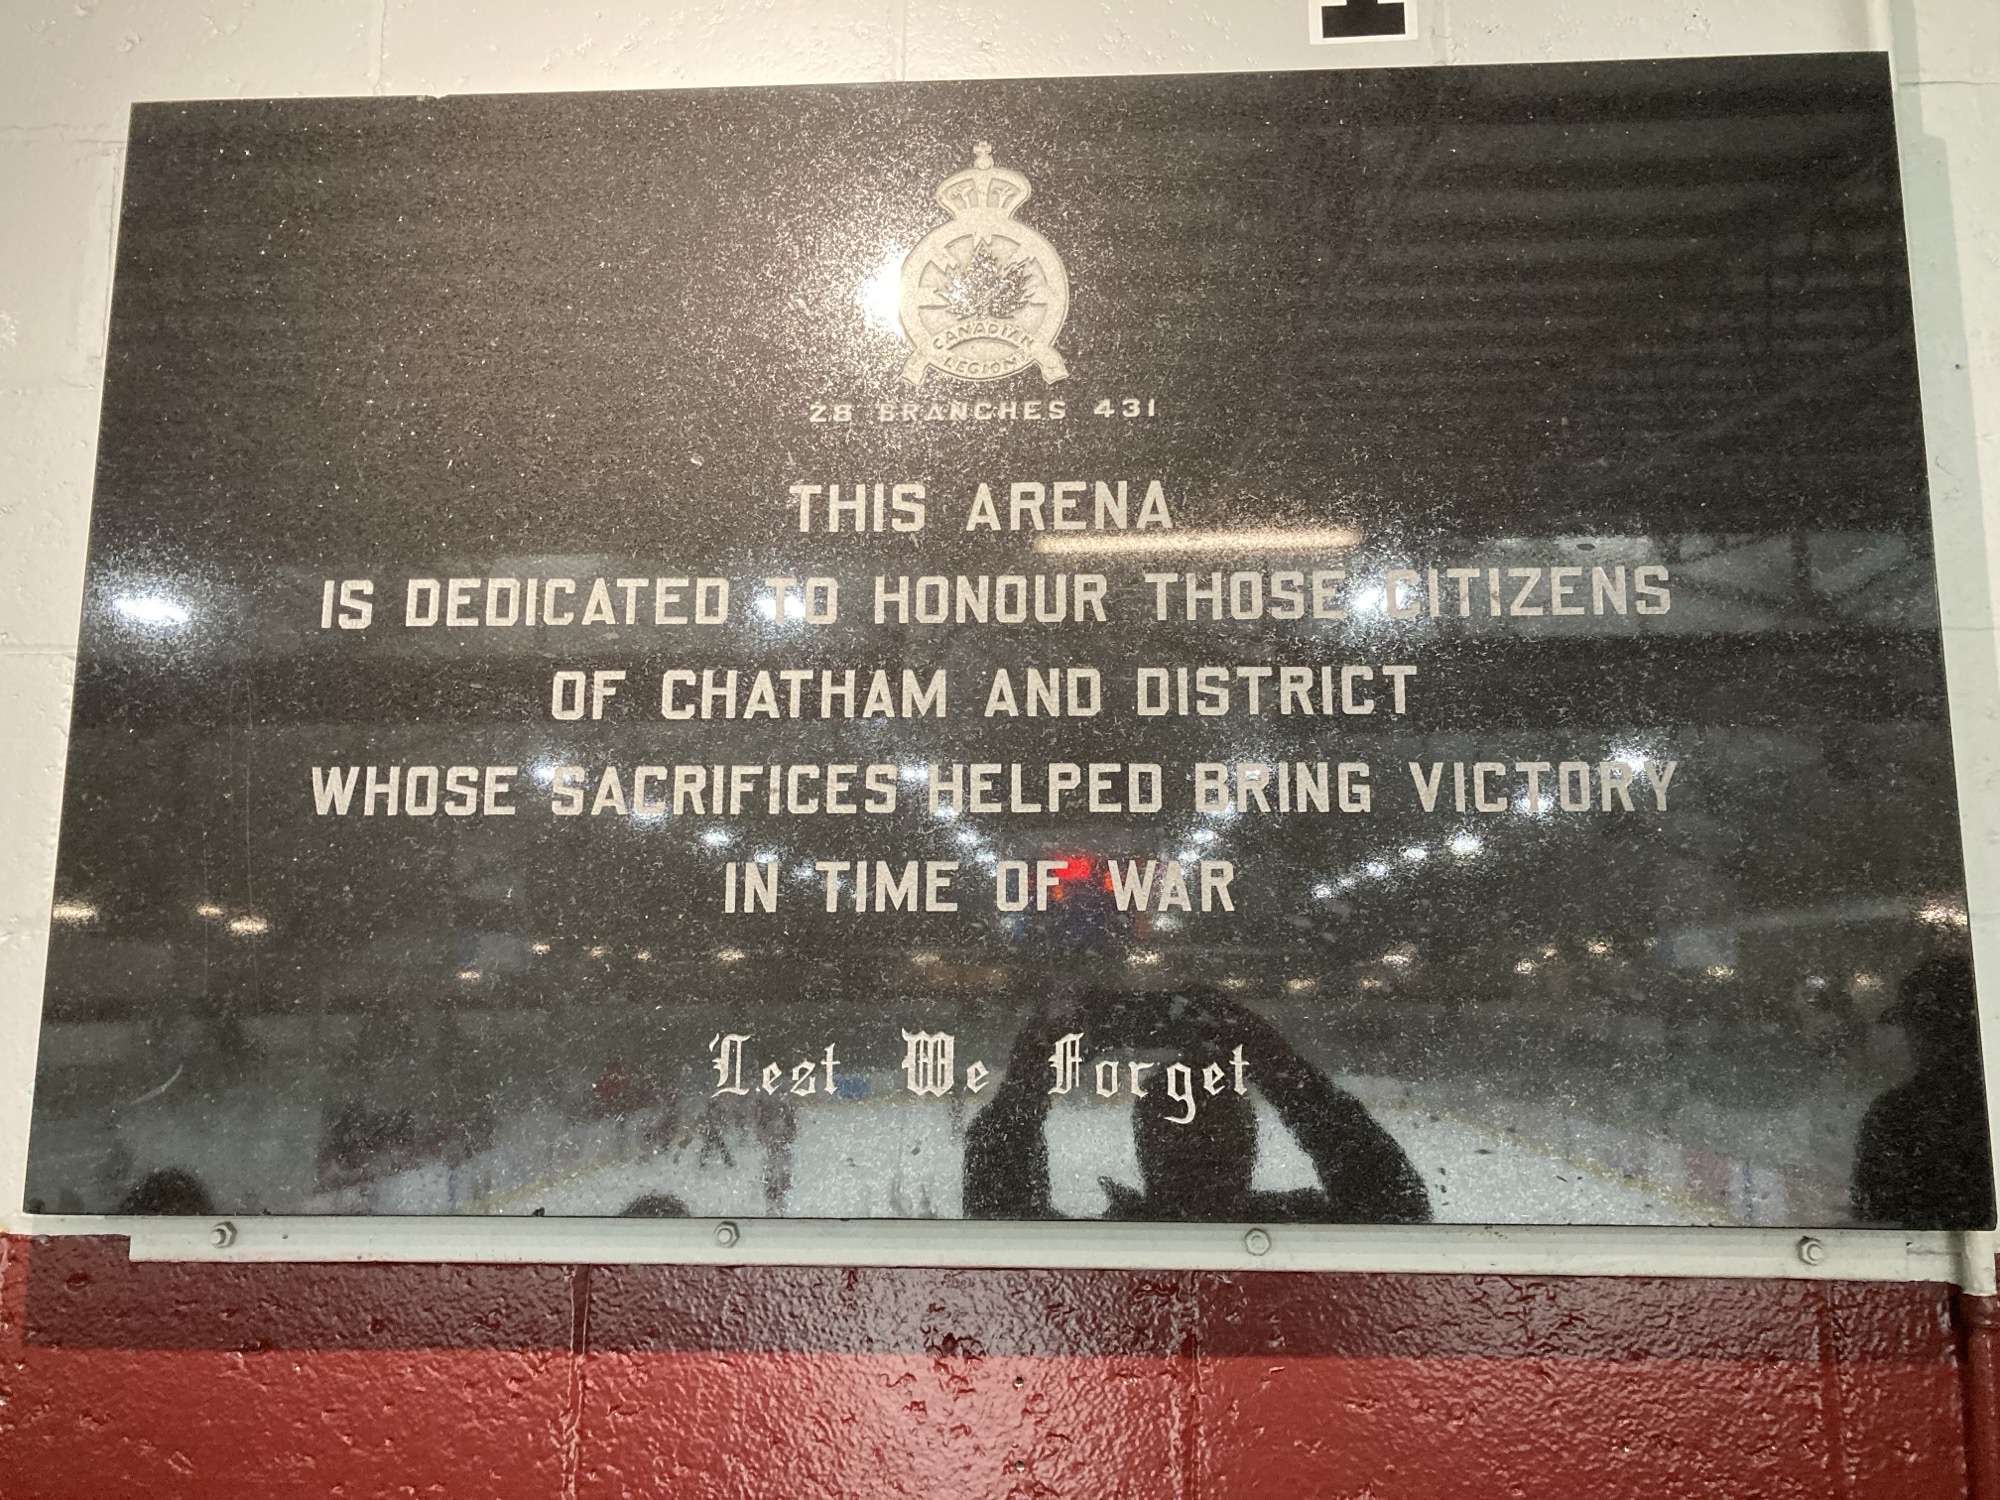 CANADIAN
LEGION
28 BRANCHES 431
THIS ARENA
IS DEDICATED TO HONOUR THOSE CITIZENS
OF CHATHAM AND DISTRICT
WHOSE SACRIFICES HELPED BRING VICTORY
IN TIME OF WAR
'Lest We Forget